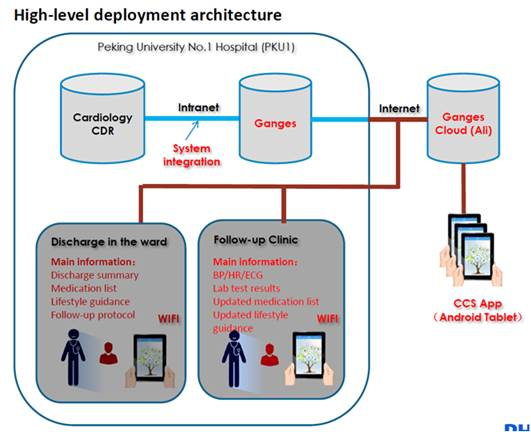 High-level deployment architecture
Peking University No.1 Hospital (PKU1)
Cardiology
CDR
Intranet
System
integration
Ganges
Internet
Ganges
Cloud (Ali)
Discharge in the ward
Main information:
Discharge summary
Medication list
Lifestyle guidance
Follow-up protocol
WIFI
Follow-up Clinic
Main information:
BP/HR/ECG
Lab test results
Updated medication list
Updated lifestyle
guidance
WIFI
CCS App
（Android Tablet）